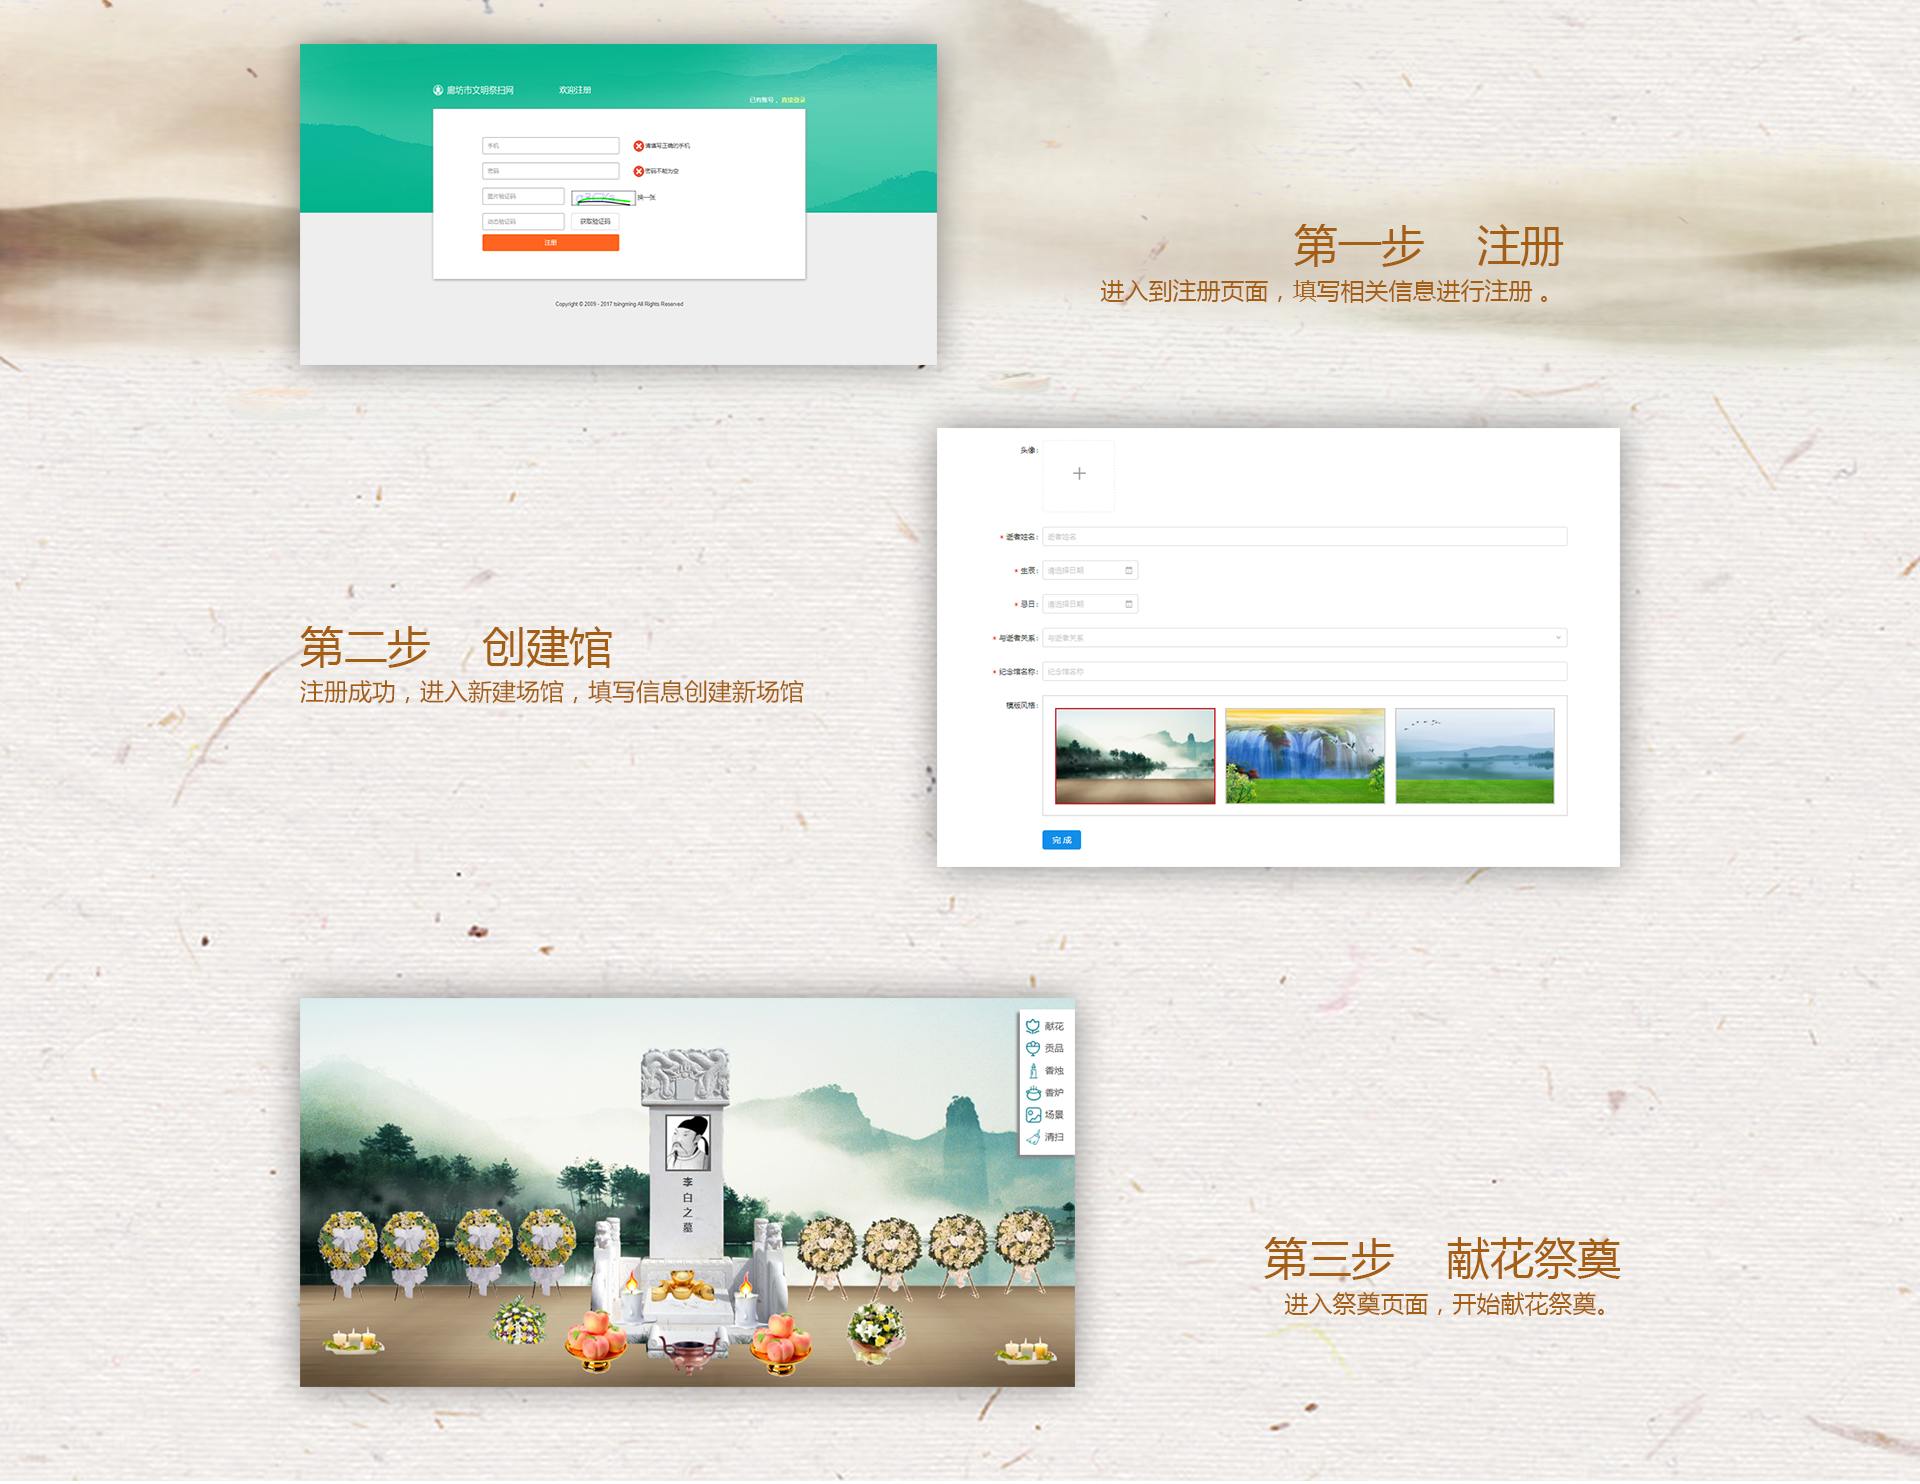 廊坊市文明祭扫网
欢迎注册
已有账号，直接登录
手机
请填写正确的手机
密码
密码不能为空
图片验证码
换一张
动态验证码
获取验证码
注册
Copyright © 2009 - 2017 tsingming All Rights Reserved
第一步 注册
进入到注册页面，填写相关信息进行注册 。
头像：
* 逝者姓名：
逝者姓名
* 生辰：
请选择日期
* 忌日：
请选择日期
* 与逝者关系：
与逝者关系
* 纪念馆名称：
纪念馆名称
模版风格：
完成
第二步 创建馆
注册成功，进入新建场馆，填写信息创建新场馆
献花
贡品
香烛
香炉
场景
清扫
李白之墓
第三步 献花祭奠
进入祭奠页面，开始献花祭奠。